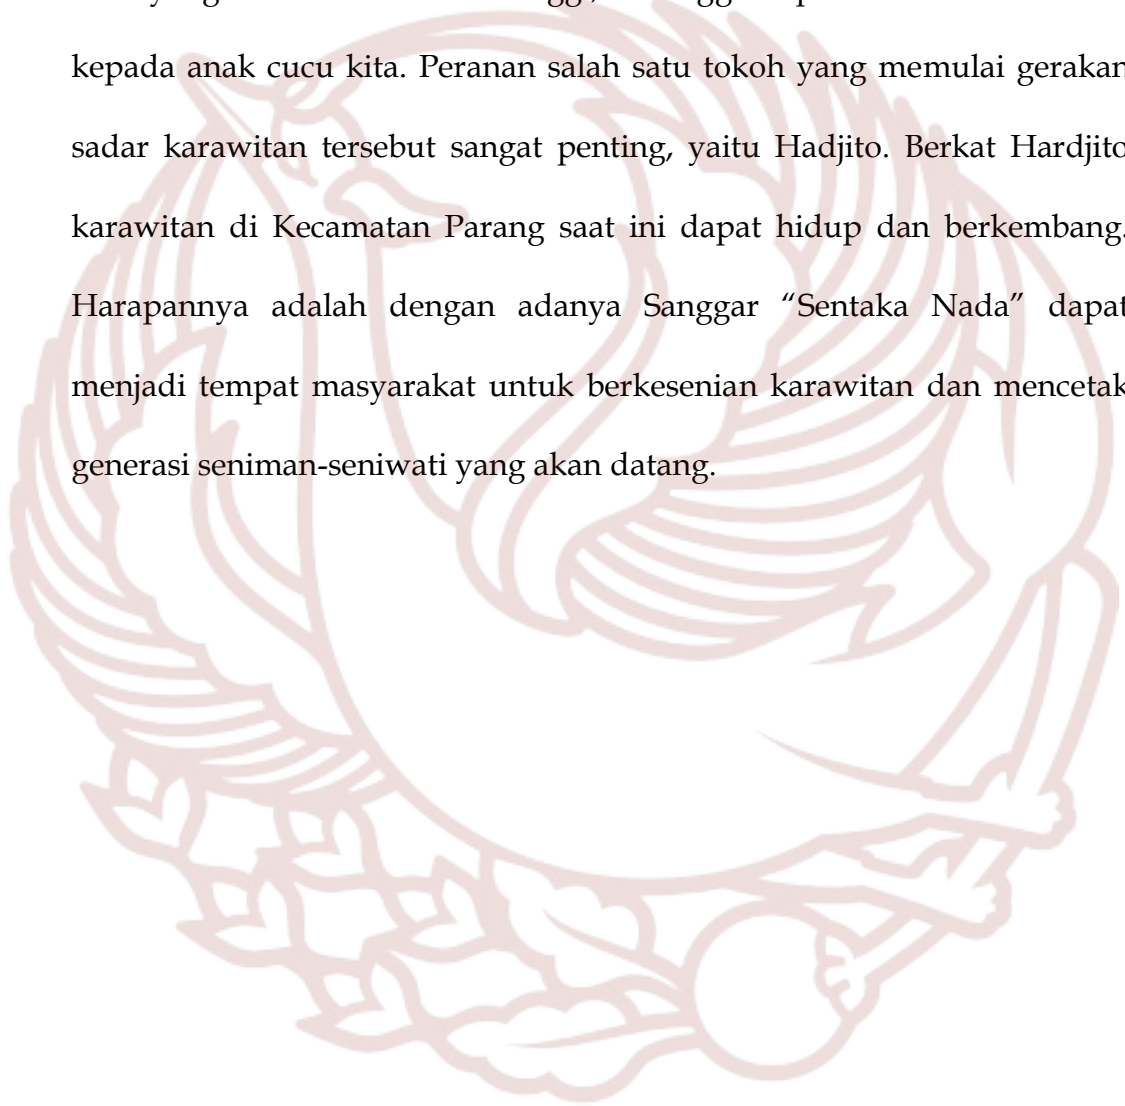 kepada anak cucu kita. Peranan salah satu tokoh yang memulai gerakan
sadar karawitan tersebut sangat penting, yaitu Hadjito. Berkat Hardjito
karawitan di Kecamatan Parang saat ini dapat hidup dan berkembang.
Harapannya adalah dengan adanya Sanggar “Sentaka Nada” dapat
menjadi tempat masyarakat untuk berkesenian karawitan dan mencetak
generasi seniman-seniwati yang akan datang.